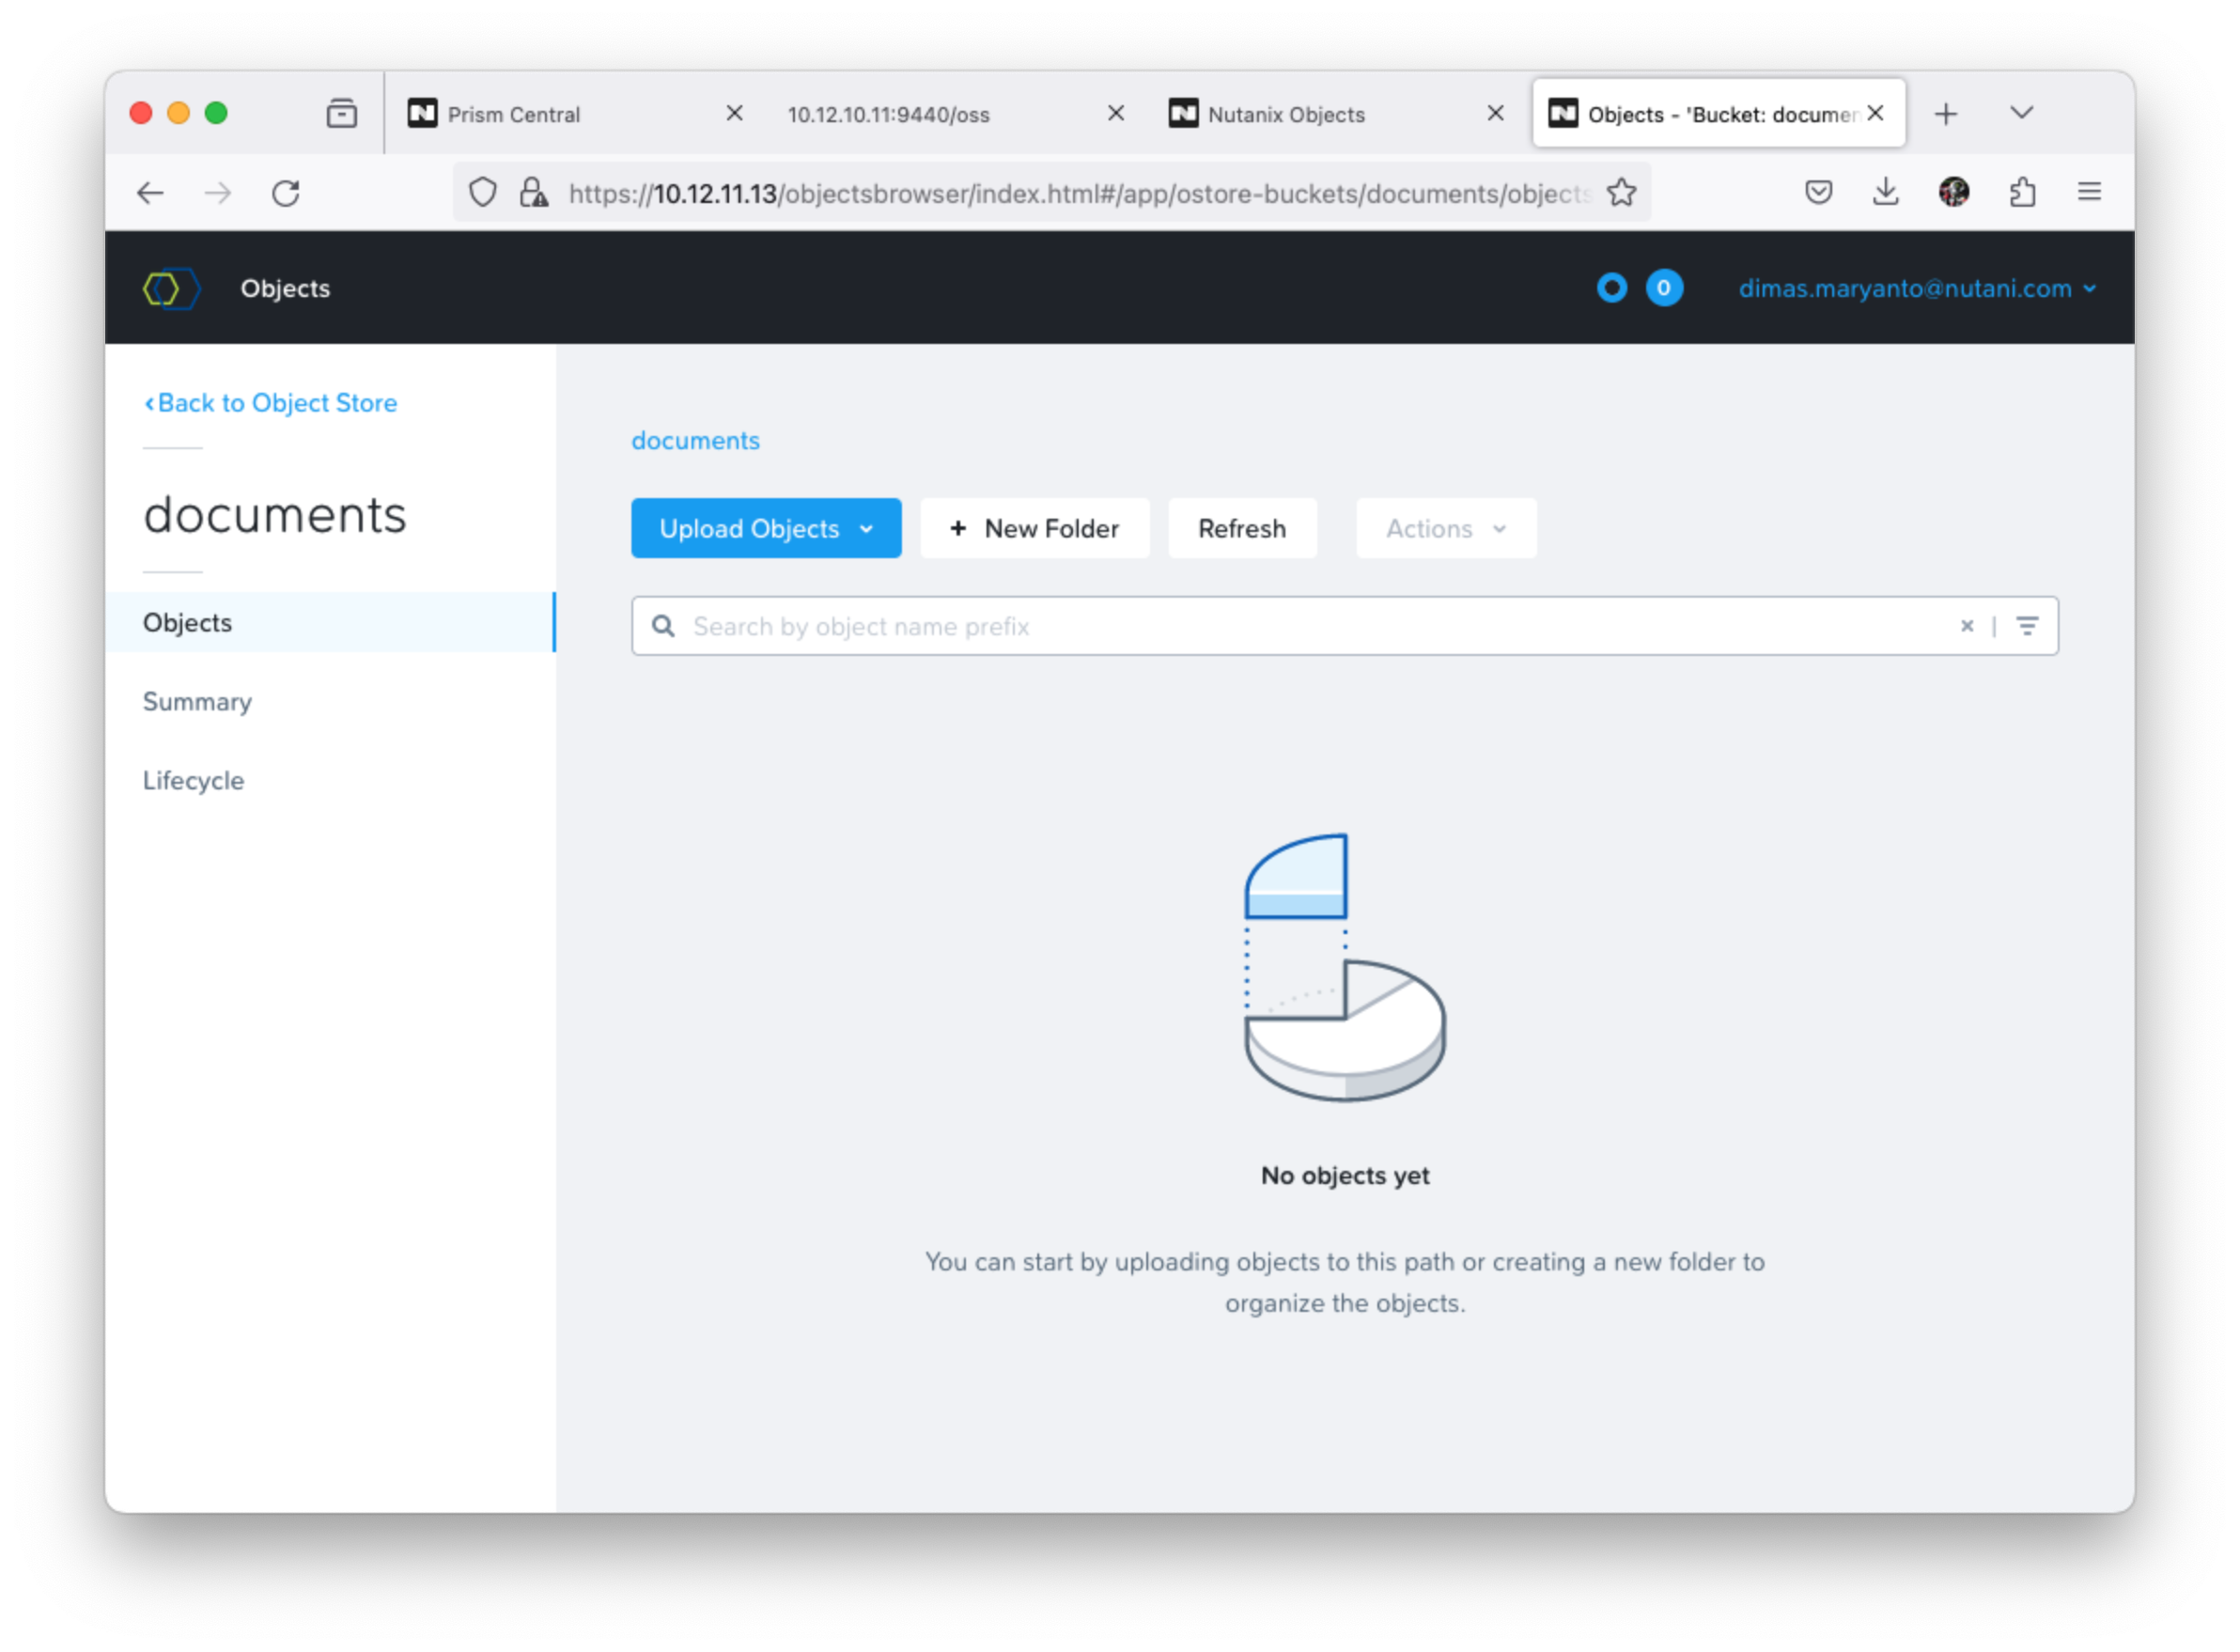 Prism Central
10.12.10.11:9440/oss
Nutanix Objects
Objects - 'Bucket: documen
https://10.12.11.13/objectsbrowser/index.html#/app/ostore-buckets/documents/objects
Objects
0
dimas.maryanto@nutani.com
Back to Object Store
documents
Objects
Summary
Lifecycle
documents
Upload Objects
+ New Folder
Refresh
Actions
Search by object name prefix
No objects yet
You can start by uploading objects to this path or creating a new folder to
organize the objects.